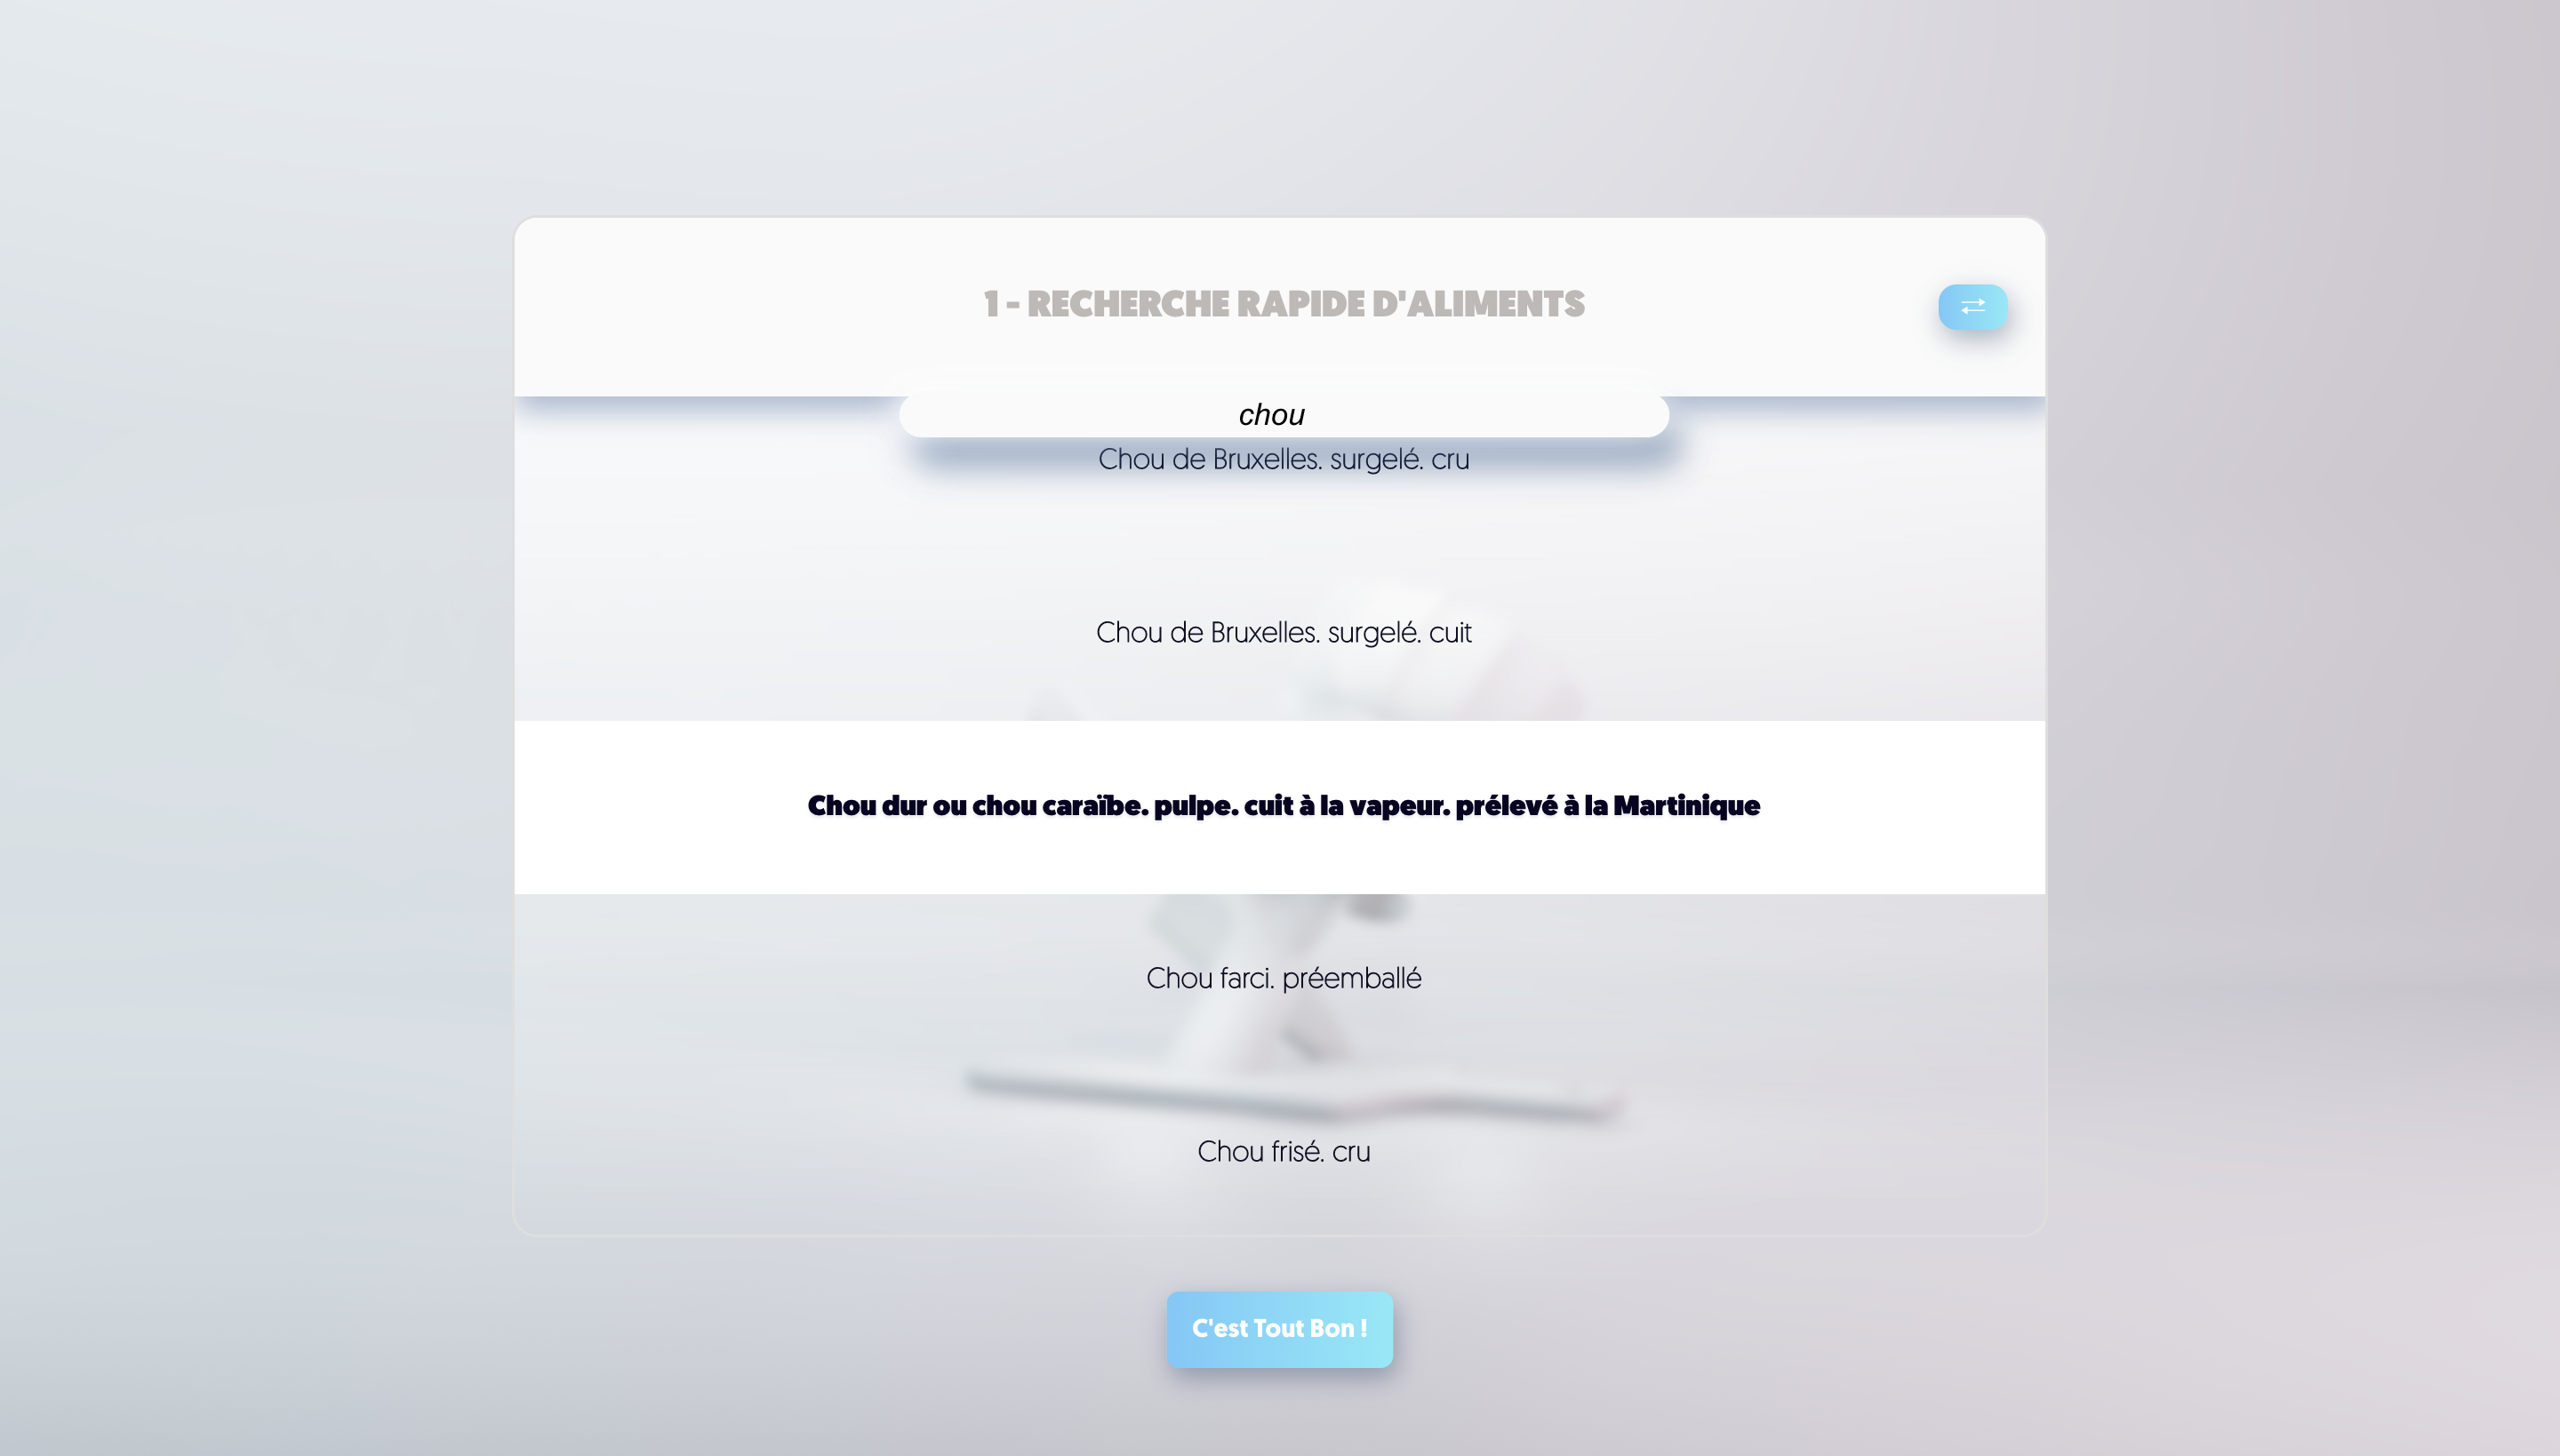 1 - RECHERCHE RAPIDE D'ALIMENTS
chou
Chou de Bruxelles. surgelé. cru
Chou de Bruxelles. surgelé. cuit
Chou dur ou chou caraïbe. pulpe. cuit à la vapeur. prélevé à la Martinique
Chou farci. préemballé
Chou frisé. cru
C'est Tout Bon !